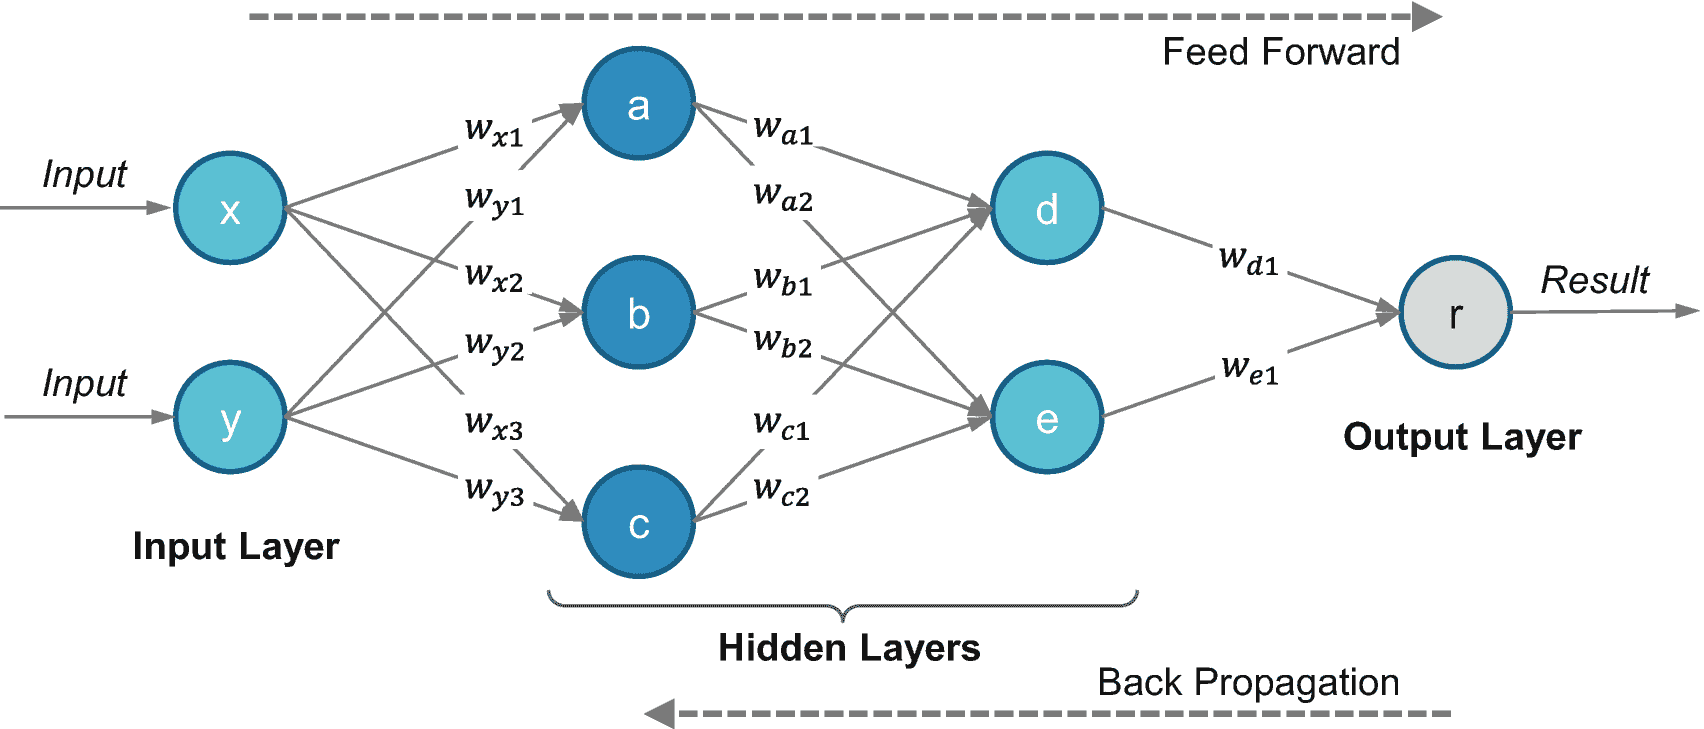 Feed Forward
a
w_{x1}
w_{a1}
Input
x
w_{y1}
w_{a2}
d
w_{x2}
w_{b1}
w_{d1}
Result
b
r
w_{y2}
w_{b2}
w_{e1}
Input
y
w_{x3}
w_{c1}
e
Output Layer
w_{y3}
w_{c2}
c
Input Layer
Hidden Layers
Back Propagation